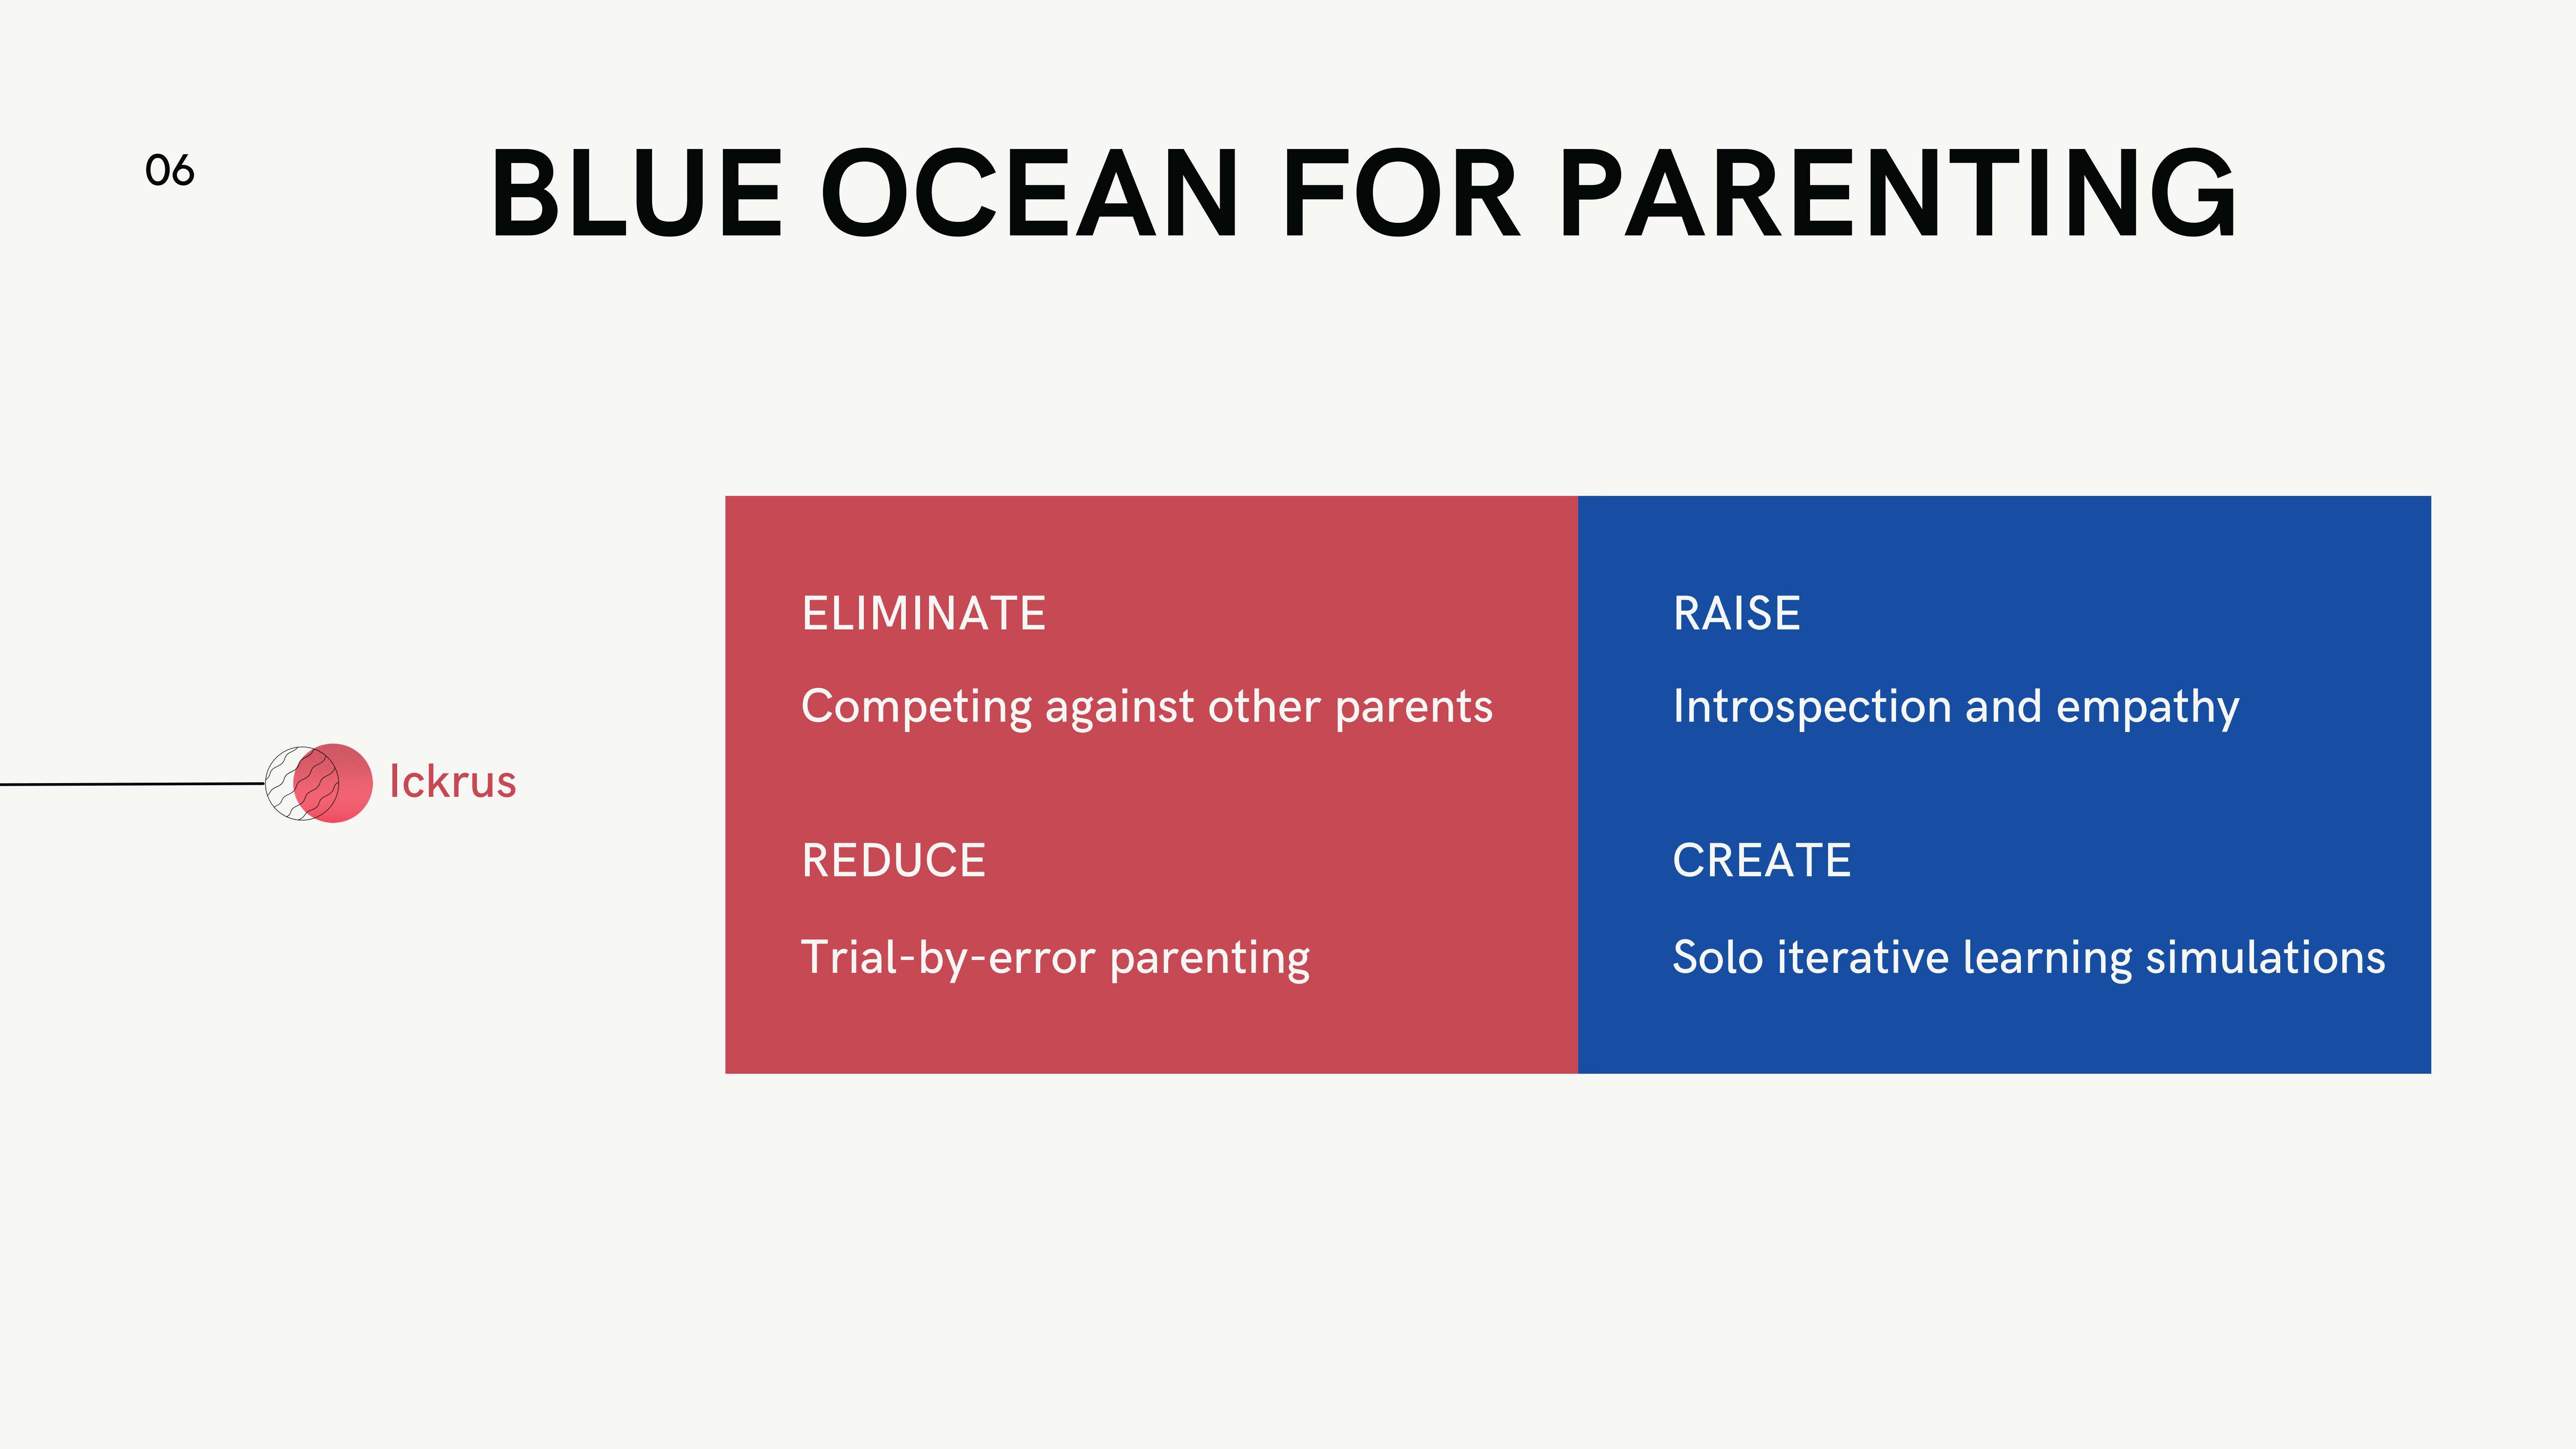 06
BLUE OCEAN FOR PARENTING
Ickrus
ELIMINATE
Competing against other parents
REDUCE
Trial-by-error parenting
RAISE
Introspection and empathy
CREATE
Solo iterative learning simulations